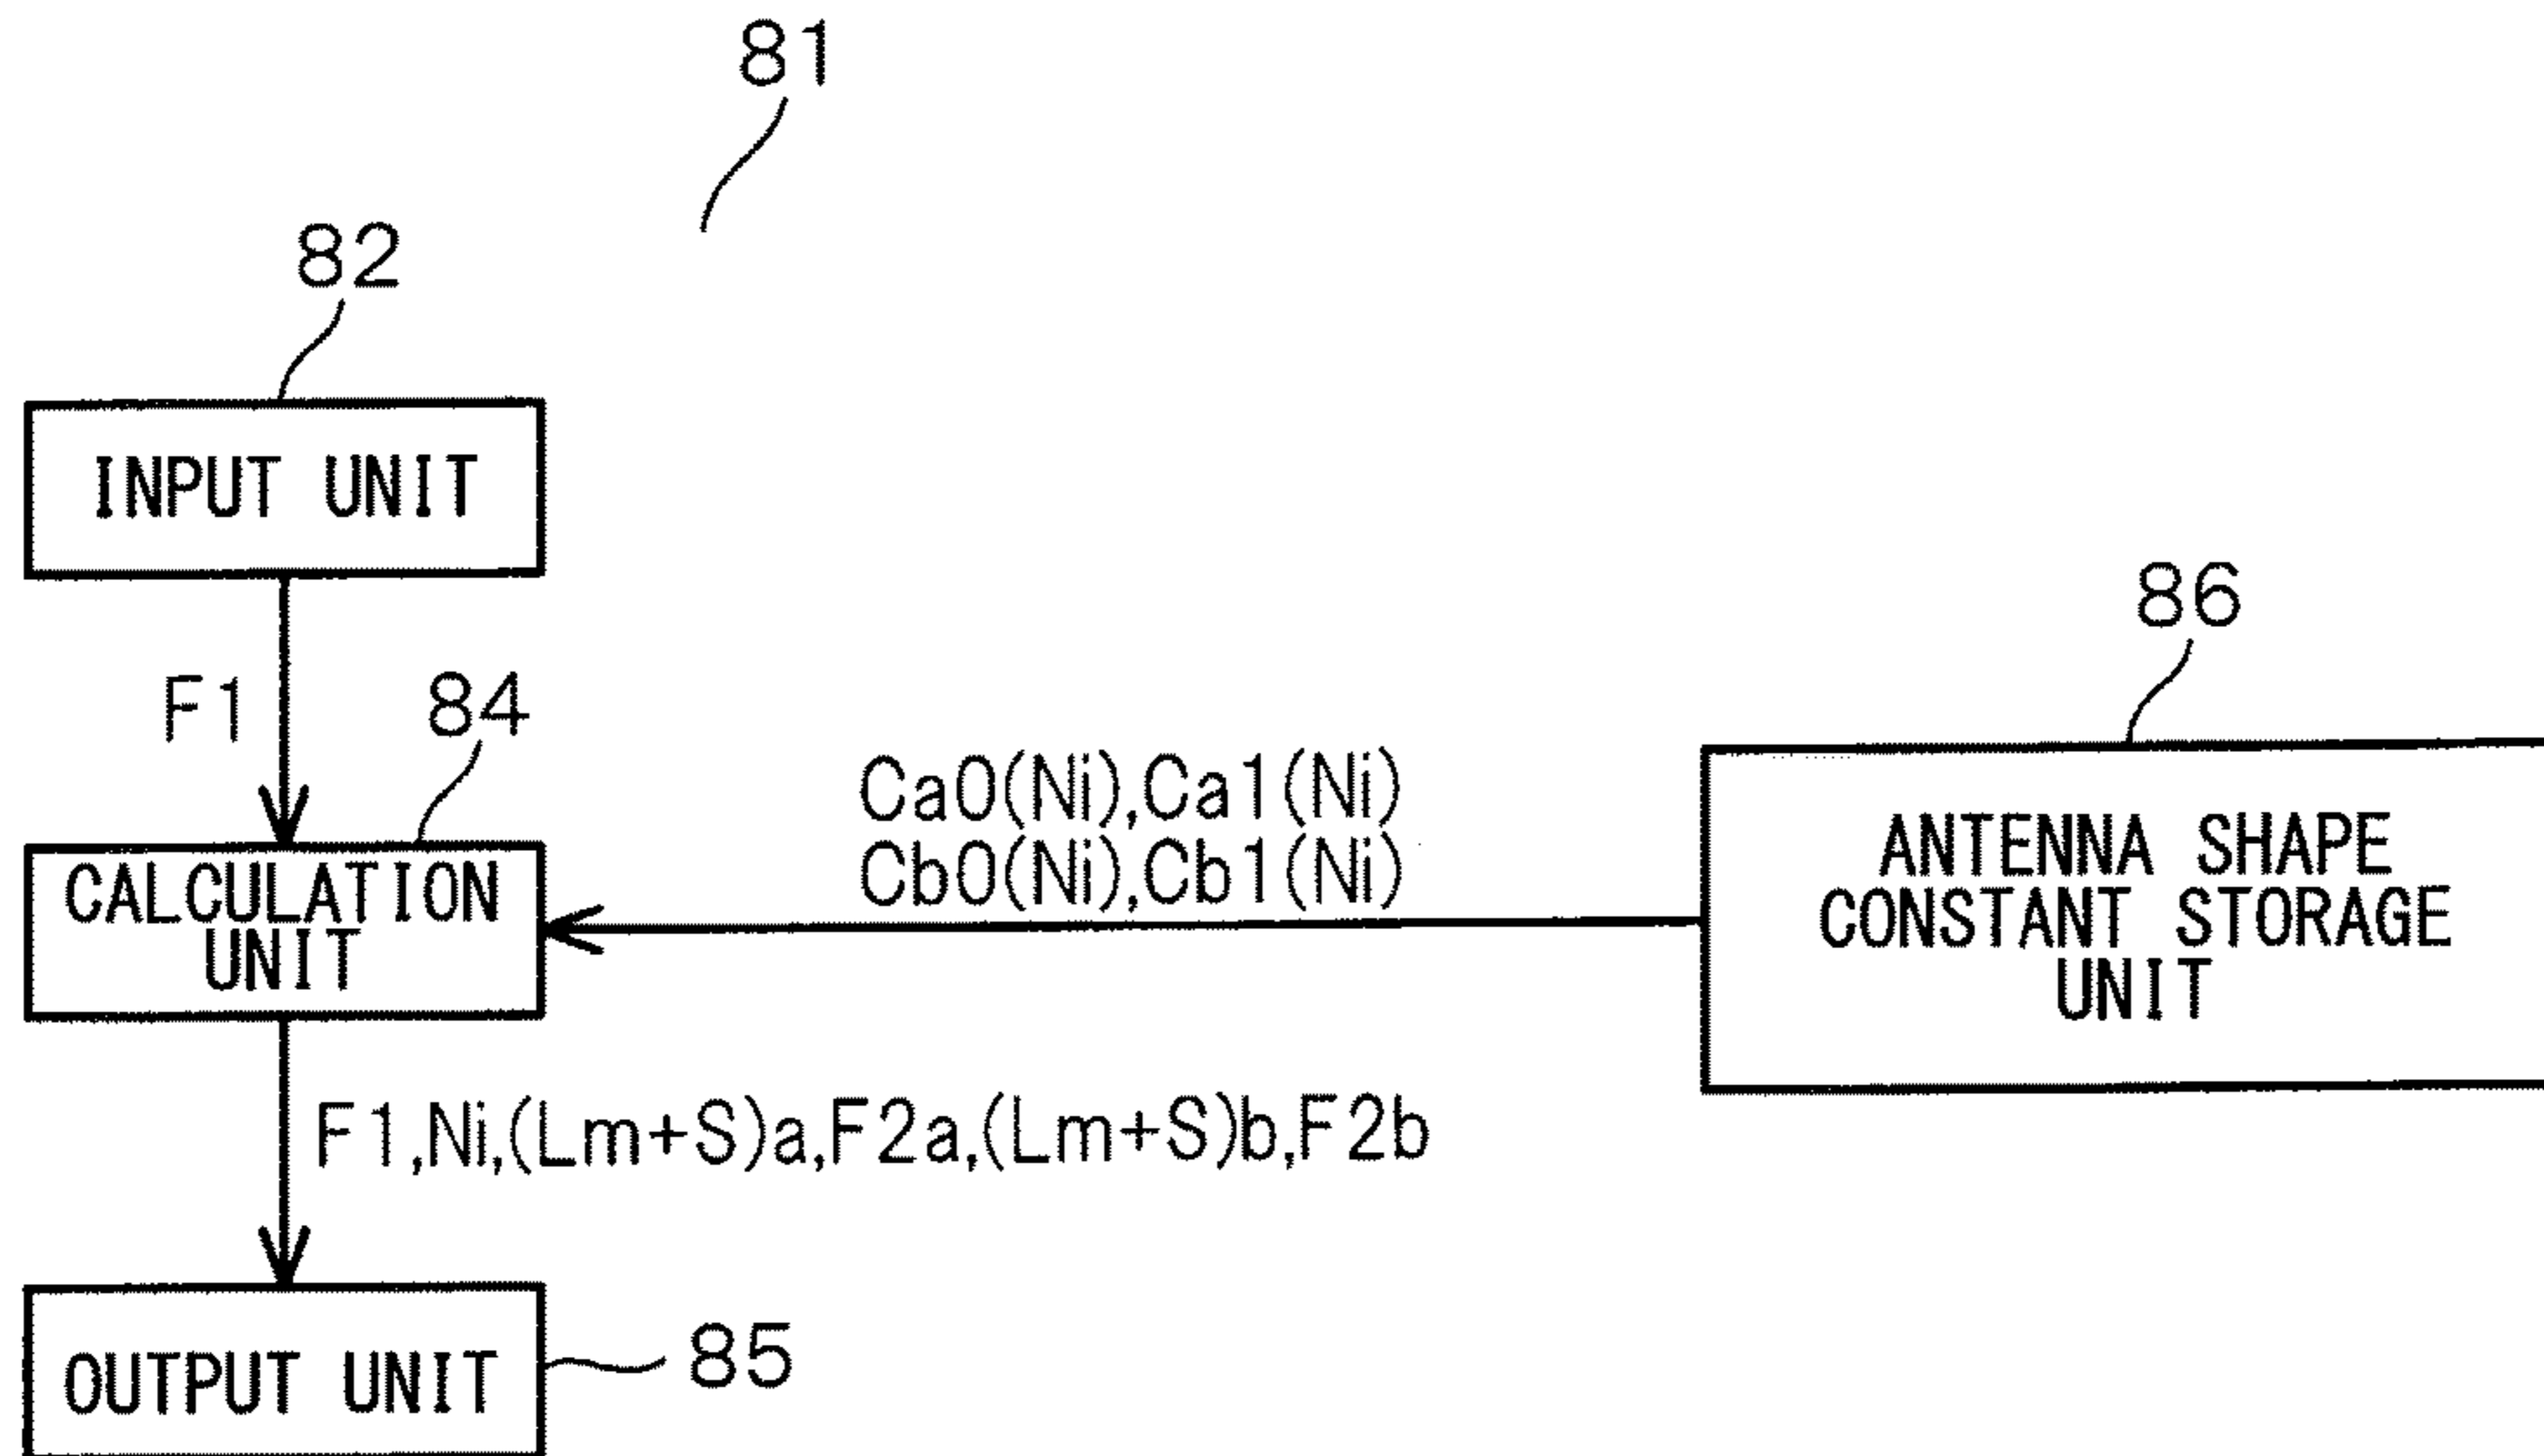 81
82
INPUT UNIT
F1
84
86
Ca0(Ni),Ca1(Ni)
Cb0(Ni),Cb1(Ni)
CALCULATION
UNIT
ANTENNA SHAPE
CONSTANT STORAGE
UNIT
F1,Ni,(Lm+S)a,F2a,(Lm+S)b,F2b
OUTPUT UNIT
85